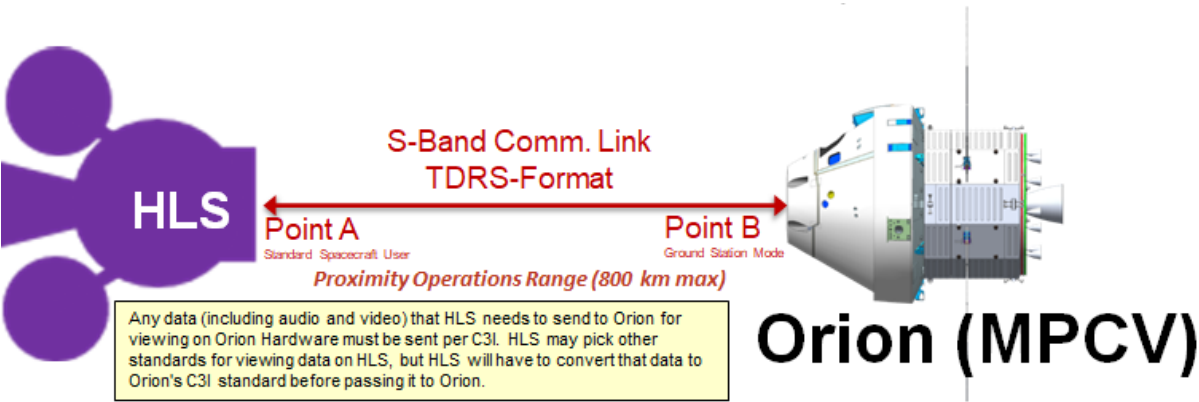 S-Band Comm. Link
TDRS-Format
HLS
Point A
Standard Spacecraft User
Point B
Ground Station Mode
Proximity Operations Range (800 km max)
Any data (including audio and video) that HLS needs to send to Orion for
viewing on Orion Hardware must be sent per C3I. HLS may pick other
standards for viewing data on HLS, but HLS will have to convert that data to
Orion's C3I standard before passing it to Orion.
Orion (MPCV)